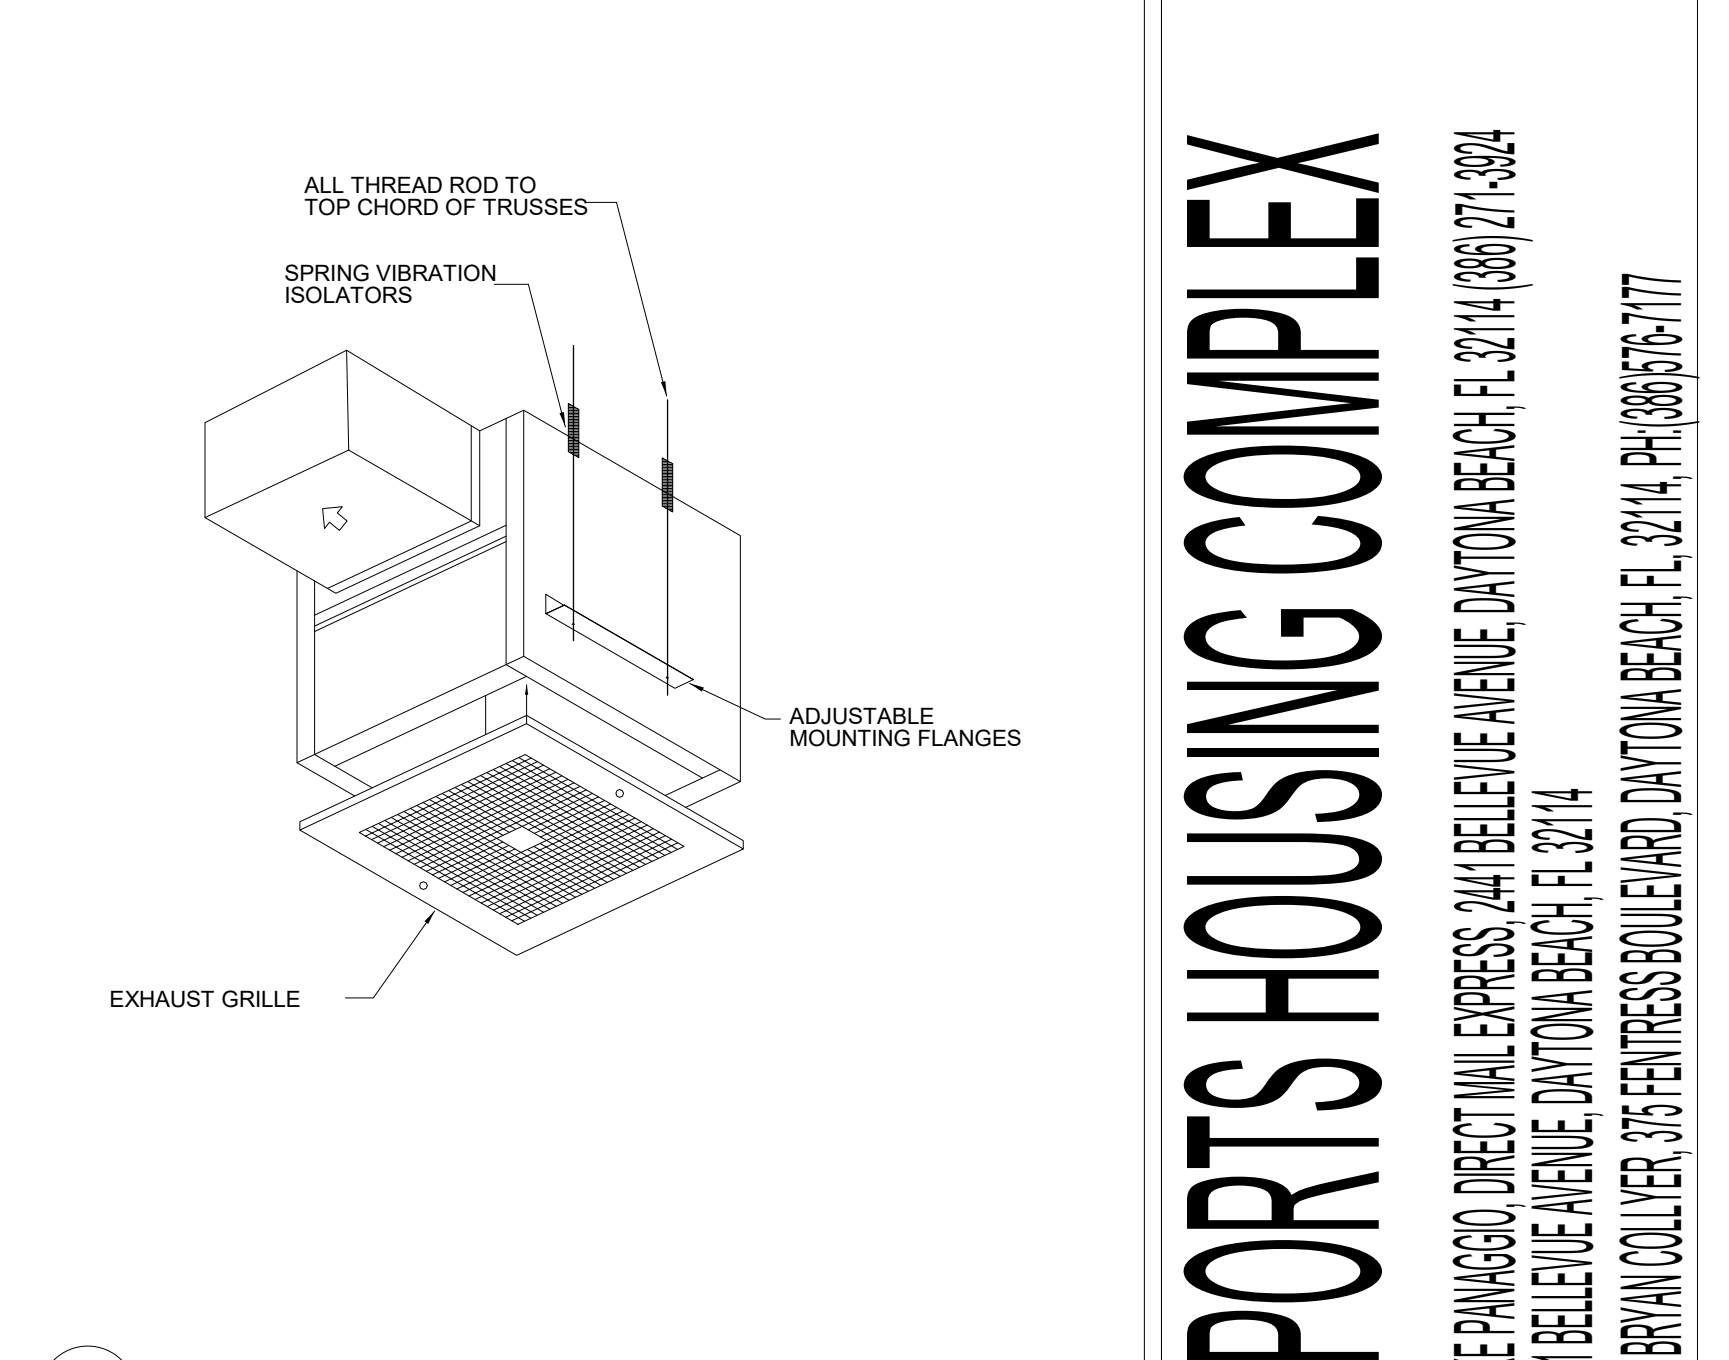 ALL THREAD ROD TO
TOP CHORD OF TRUSSES
SPRING VIBRATION
ISOLATORS
ADJUSTABLE
MOUNTING FLANGES
EXHAUST GRILLE
PORTS HOUSING COMPLEX
E PANAGGIO, DIRECT MAIL EXPRESS, 2441 BELLEVUE AVENUE, DAYTONA BEACH, FL 32114 (386) 271-3924
BELLEVUE AVENUE, DAYTONA BEACH, FL 32114
BRYAN COLLYER, 375 FENTRESS BOULEVARD, DAYTONA BEACH, FL, 32114, PH:(386)576-7177